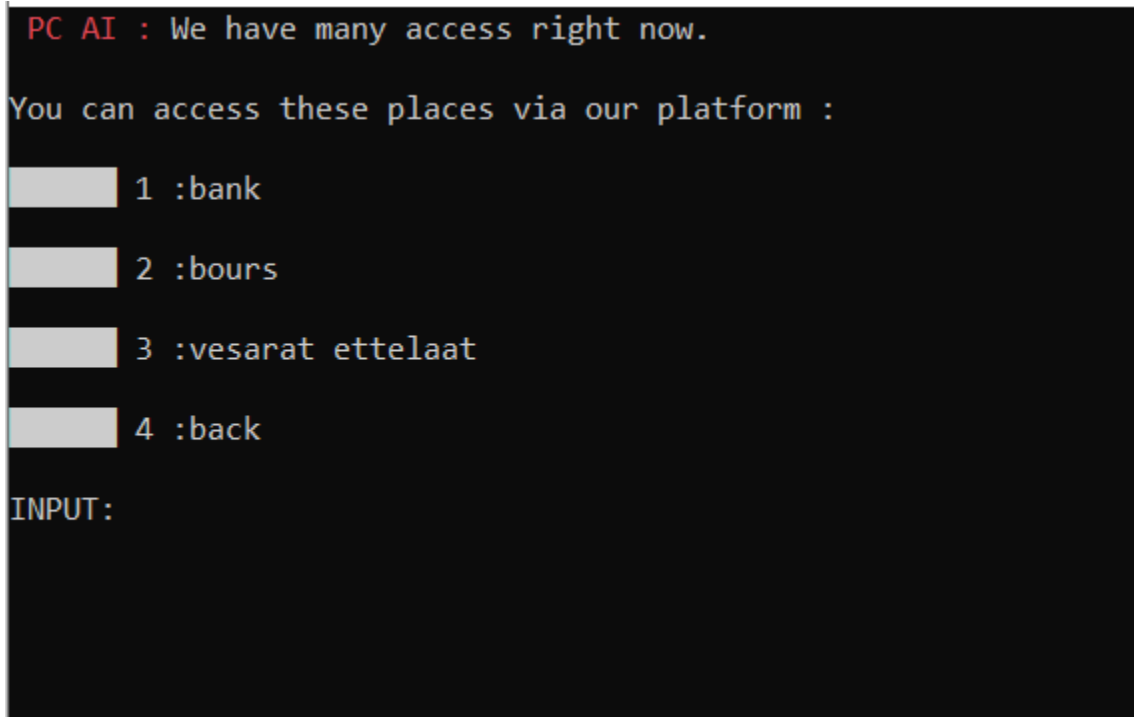 PC AI : We have many access right now.
You can access these places via our platform :
1 :bank
2 :bours
3 :vesarat ettelaat
4 :back
INPUT: